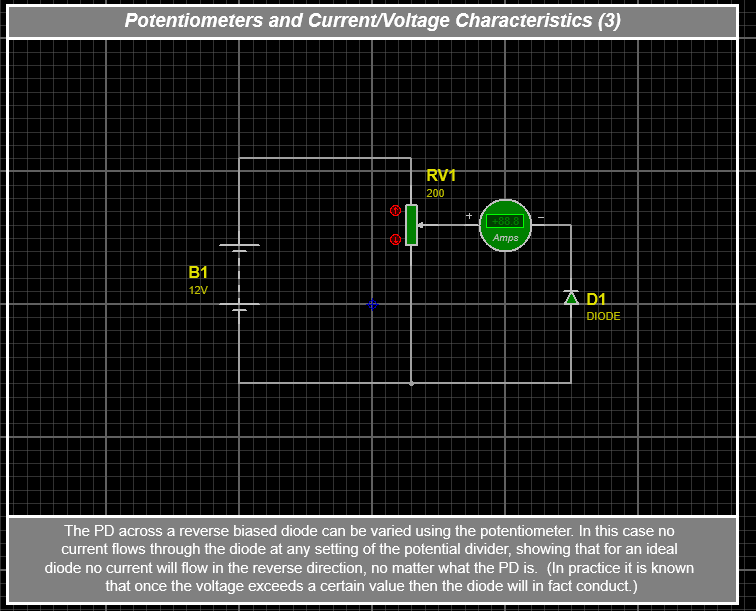 Potentiometers and Current/Voltage Characteristics (3)
RV1
200
+88.8
Amps
+
−
B1
12V
D1
DIODE
The PD across a reverse biased diode can be varied using the potentiometer. In this case no
current flows through the diode at any setting of the potential divider, showing that for an ideal
diode no current will flow in the reverse direction, no matter what the PD is.  (In practice it is known
that once the voltage exceeds a certain value then the diode will in fact conduct.)